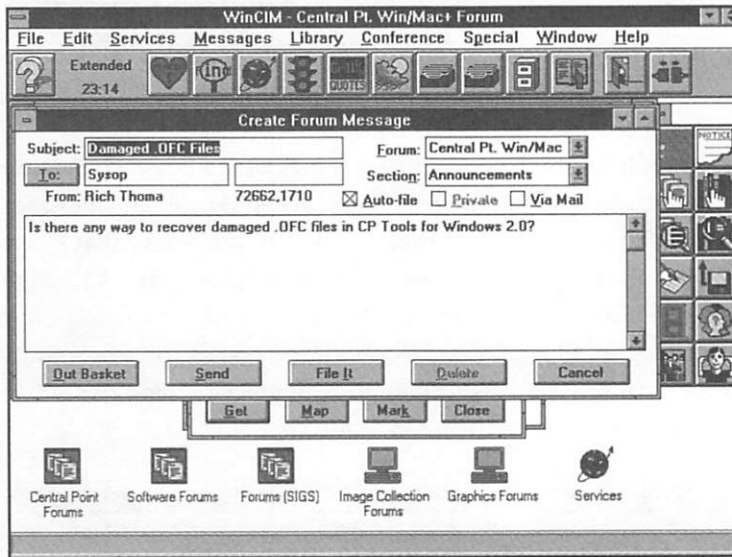 WinCIM - Central Pt. Win/Mac+ Forum
File Edit Services Messages Library Conference Special Window Help
Extended
23:14
QUOTES
Create Forum Message
NOTICE
Subject: Damaged .OFC Files
Forum: Central Pt. Win/Mac
To: Sysop
Section: Announcements
From: Rich Thoma 72662,1710
Auto-file Private Via Mail
Is there any way to recover damaged .OFC files in CP Tools for Windows 2.0?
Out Basket Send File It Delete Cancel
Get Map Mark Close
Central Point Forums
Software Forums
Forums (SIGS)
Image Collection Forums
Graphics Forums
Services